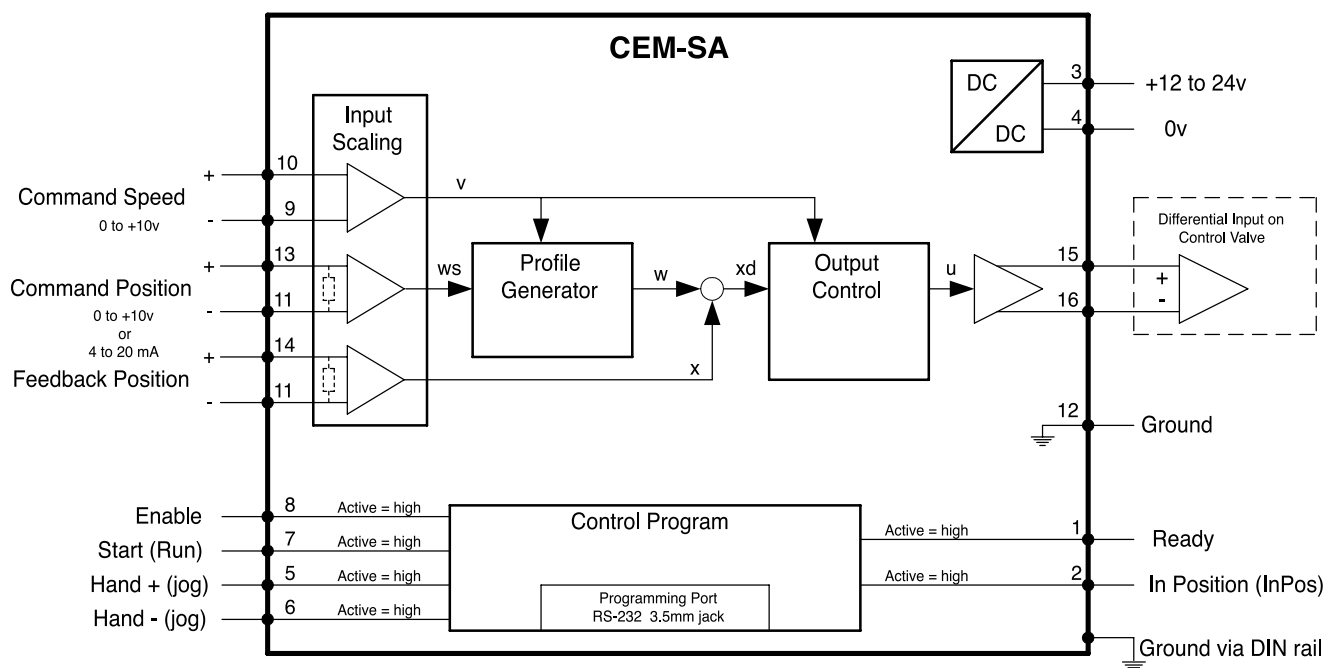 CEM-SA
DC
DC
3
+12 to 24v
4
0v
Input
Scaling
10
+
Command Speed
9
-
0 to +10v
v
13
+
Command Position
11
-
0 to +10v
or
4 to 20 mA
14
+
Feedback Position
11
-
ws
Profile
Generator
w
xd
x
Output
Control
u
15
16
Differential Input on
Control Valve
+
-
12
Ground
Enable
8
Active = high
Start (Run)
7
Active = high
Hand + (jog)
5
Active = high
Hand - (jog)
6
Active = high
Control Program
Programming Port
RS-232 3.5mm jack
Active = high
1
Ready
Active = high
2
In Position (InPos)
Ground via DIN rail